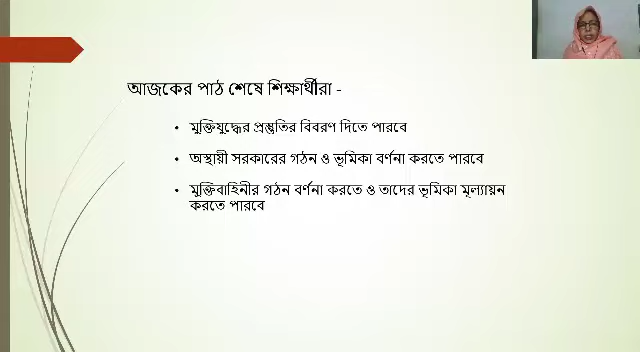 আজকের পাঠ শেষে শিক্ষার্থীরা -
• মুক্তিযুদ্ধের প্রস্তুতির বিবরণ দিতে পারবে
• অস্থায়ী সরকারের গঠন ও ভূমিকা বর্ণনা করতে পারবে
• মুক্তিবাহিনীর গঠন বর্ণনা করতে ও তাদের ভূমিকা মূল্যায়ন
করতে পারবে